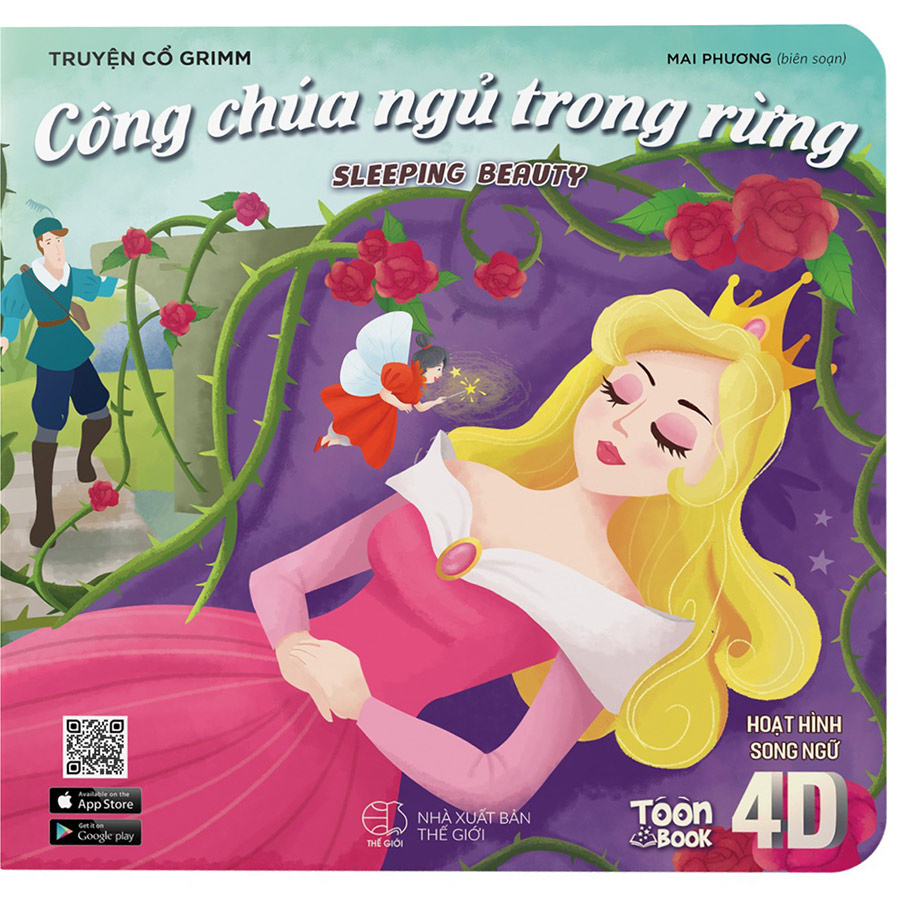 TRUYỆN CỔ GRIMM
MAI PHƯƠNG (biên soạn)
Công chúa ngủ trong rừng
SLEEPING BEAUTY
HOẠT HÌNH
SONG NGỮ
4D
TOON
BOOK
Available on the
App Store
Get it on
Google play
THẾ GIỚI
NHÀ XUẤT BẢN
THẾ GIỚI